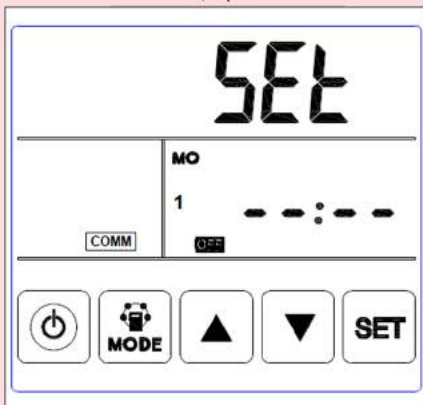 SEt
MO
1 --:--
COMM OFF
MODE SET